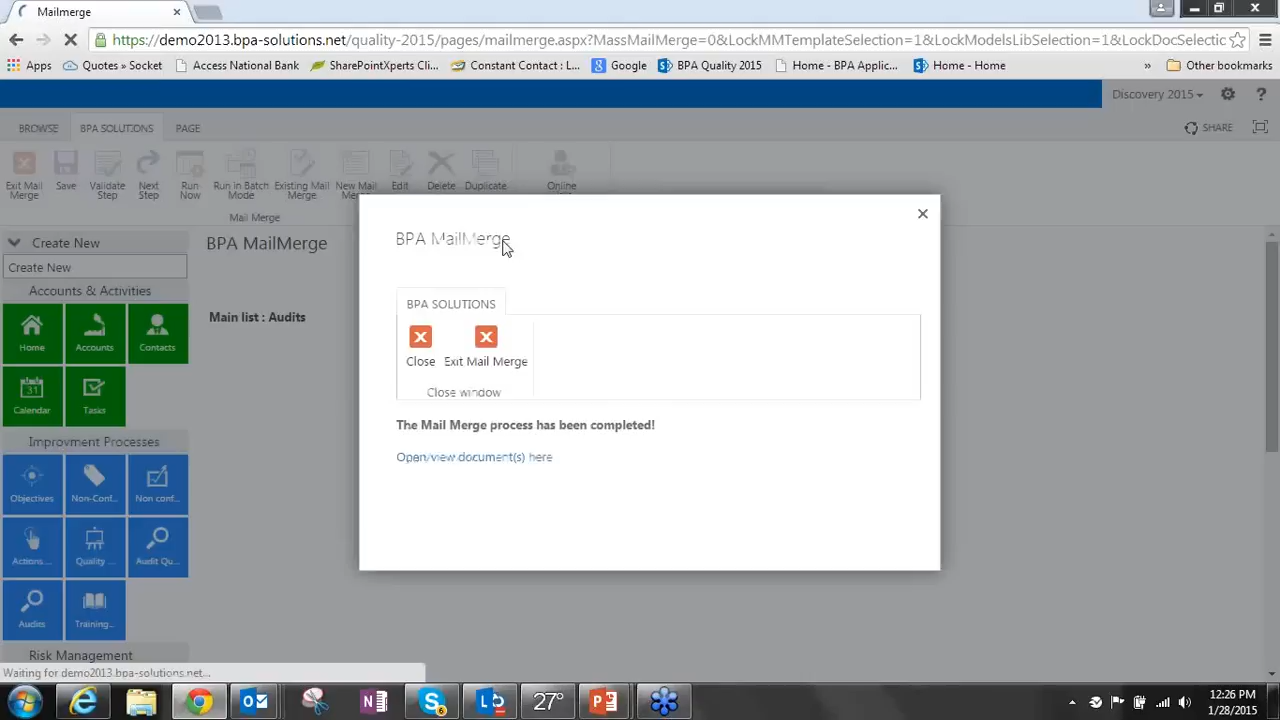 Mailmerge
https://demo2013.bpa-solutions.net/quality-2015/pages/mailmerge.aspx?MassMailMerge=0&LockMMTemplateSelection=1&LockModelsLibSelection=1&LockDocSelectic
Apps Quotes » Socket Access National Bank SharePointXperts Cli... Constant Contact : L... Google BPA Quality 2015 Home - BPA Applic... Home - Home » Other bookmarks
Discovery 2015 ?
BROWSE BPA SOLUTIONS PAGE SHARE
Exit Mail Merge Save Validate Step Next Step Run Now Run in Batch Mode Existing Mail Merge New Mail Edit Delete Duplicate Online
Mail Merge
Create New
BPA MailMerge
Create New
Accounts & Activities
Home Accounts Contacts
31
Calendar Tasks
Improvment Processes
Objectives Non-Conf... Non conf...
Actions... Quality ... Audit Qu...
Audits Training...
Risk Management
Main list : Audits
BPA MailMerge
BPA SOLUTIONS
Close Exit Mail Merge
Close window
The Mail Merge process has been completed!
Open view document(s) here
Waiting for demo2013.bpa-solutions.net...
6
27°
12:26 PM
1/28/2015